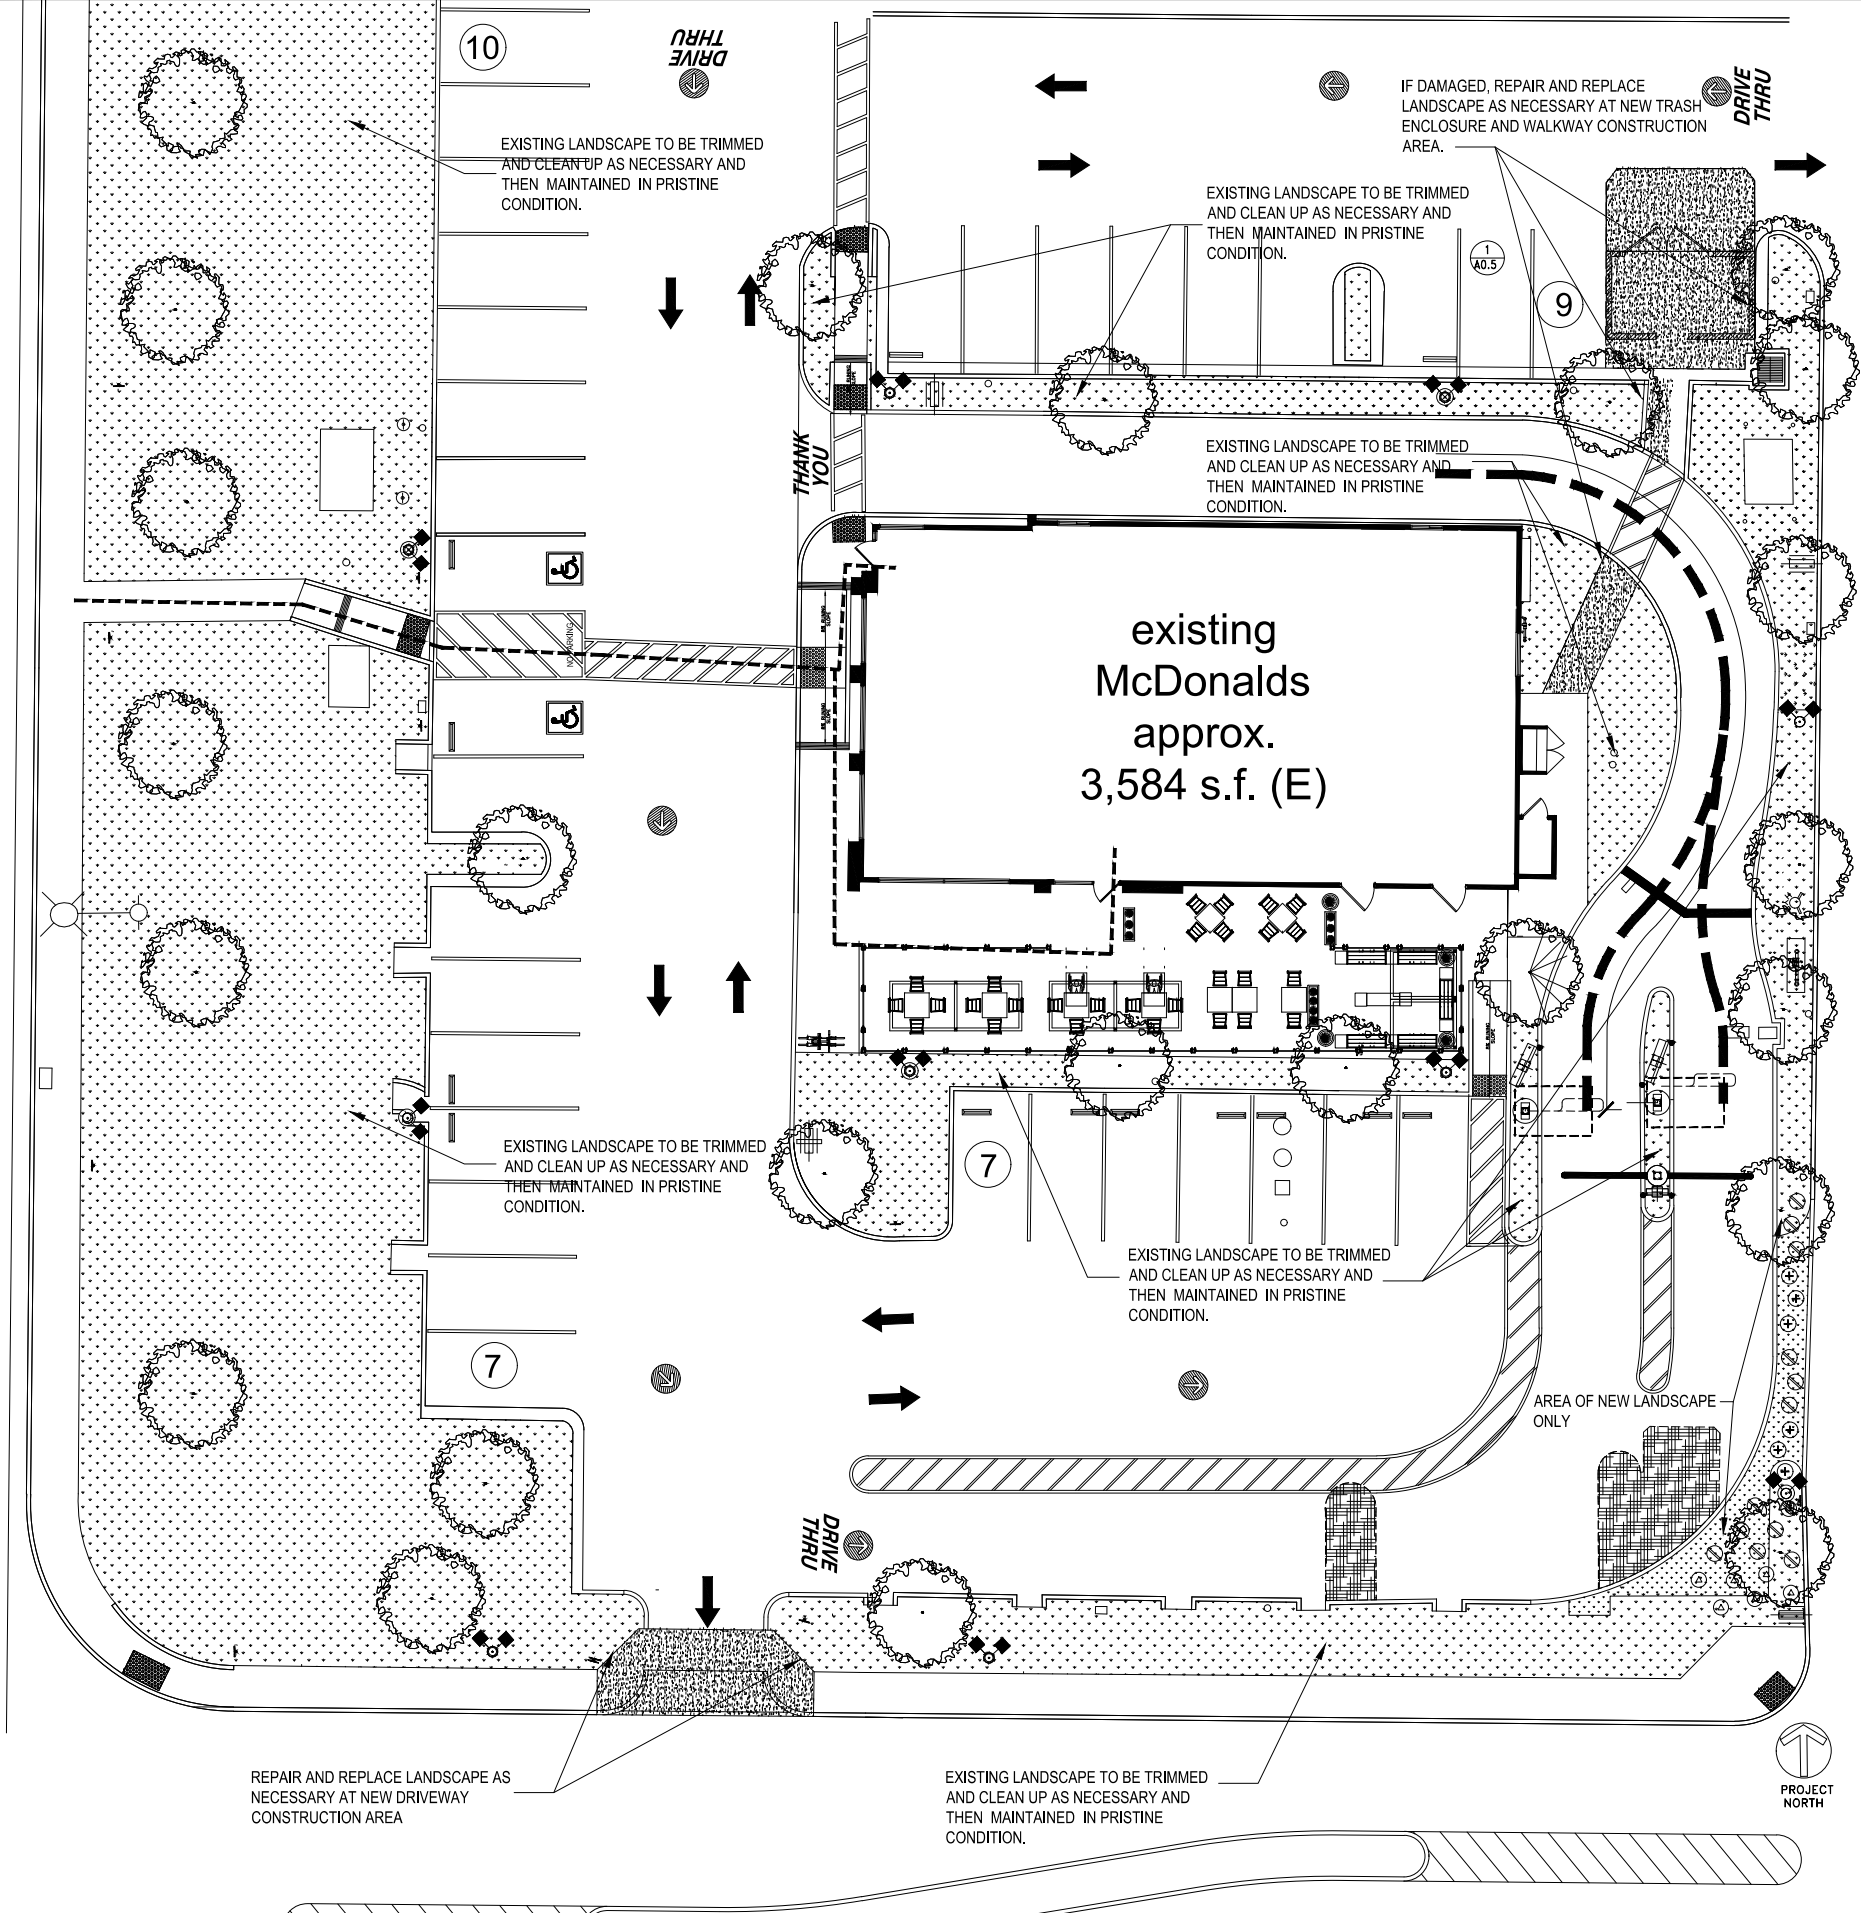 10
DRIVE
THRU
IF DAMAGED, REPAIR AND REPLACE
LANDSCAPE AS NECESSARY AT NEW TRASH
ENCLOSURE AND WALKWAY CONSTRUCTION
AREA.
DRIVE
THRU
EXISTING LANDSCAPE TO BE TRIMMED
AND CLEAN UP AS NECESSARY AND
THEN MAINTAINED IN PRISTINE
CONDITION.
EXISTING LANDSCAPE TO BE TRIMMED
AND CLEAN UP AS NECESSARY AND
THEN MAINTAINED IN PRISTINE
CONDITION.
1
A0.5
9
THANK
YOU
EXISTING LANDSCAPE TO BE TRIMMED
AND CLEAN UP AS NECESSARY AND
THEN MAINTAINED IN PRISTINE
CONDITION.
NO PARKING
existing
McDonalds
approx.
3,584 s.f. (E)
EXISTING LANDSCAPE TO BE TRIMMED
AND CLEAN UP AS NECESSARY AND
THEN MAINTAINED IN PRISTINE
CONDITION.
7
EXISTING LANDSCAPE TO BE TRIMMED
AND CLEAN UP AS NECESSARY AND
THEN MAINTAINED IN PRISTINE
CONDITION.
7
AREA OF NEW LANDSCAPE
ONLY
DRIVE
THRU
REPAIR AND REPLACE LANDSCAPE AS
NECESSARY AT NEW DRIVEWAY
CONSTRUCTION AREA
EXISTING LANDSCAPE TO BE TRIMMED
AND CLEAN UP AS NECESSARY AND
THEN MAINTAINED IN PRISTINE
CONDITION.
PROJECT
NORTH